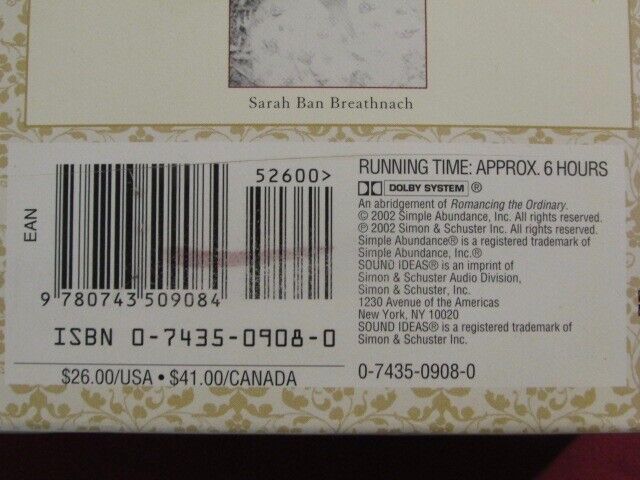 Sarah Ban Breathnach
EAN
52600>
9 780743 509084
ISBN 0-7435-0908-0
$26.00/USA • $41.00/CANADA
RUNNING TIME: APPROX. 6 HOURS
DOLBY SYSTEM ®
An abridgement of Romancing the Ordinary.
© 2002 Simple Abundance, Inc. All rights reserved.
℗ 2002 Simon & Schuster Inc. All rights reserved.
Simple Abundance® is a registered trademark of
Simple Abundance, Inc.®
SOUND IDEAS® is an imprint of
Simon & Schuster Audio Division,
Simon & Schuster, Inc.
1230 Avenue of the Americas
New York, NY 10020
SOUND IDEAS® is a registered trademark of
Simon & Schuster Inc.
0-7435-0908-0